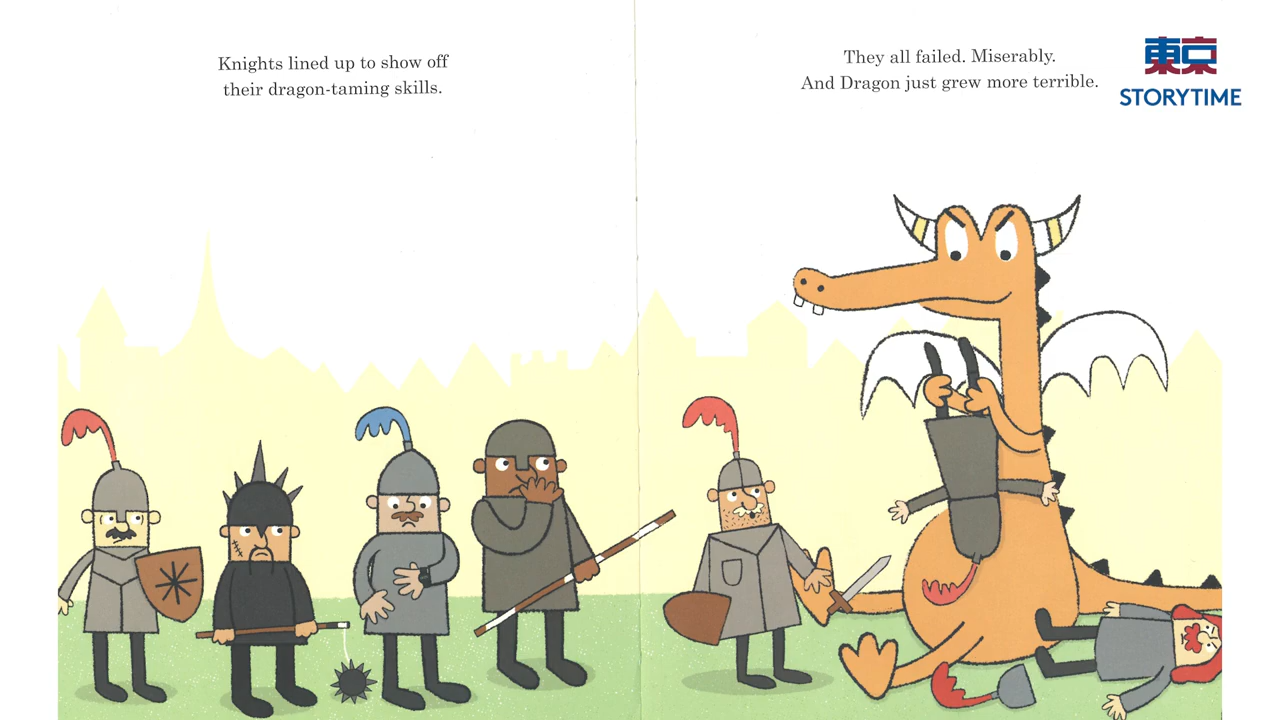 Knights lined up to show off
their dragon-taming skills.
They all failed. Miserably.
And Dragon just grew more terrible.
東京
STORYTIME